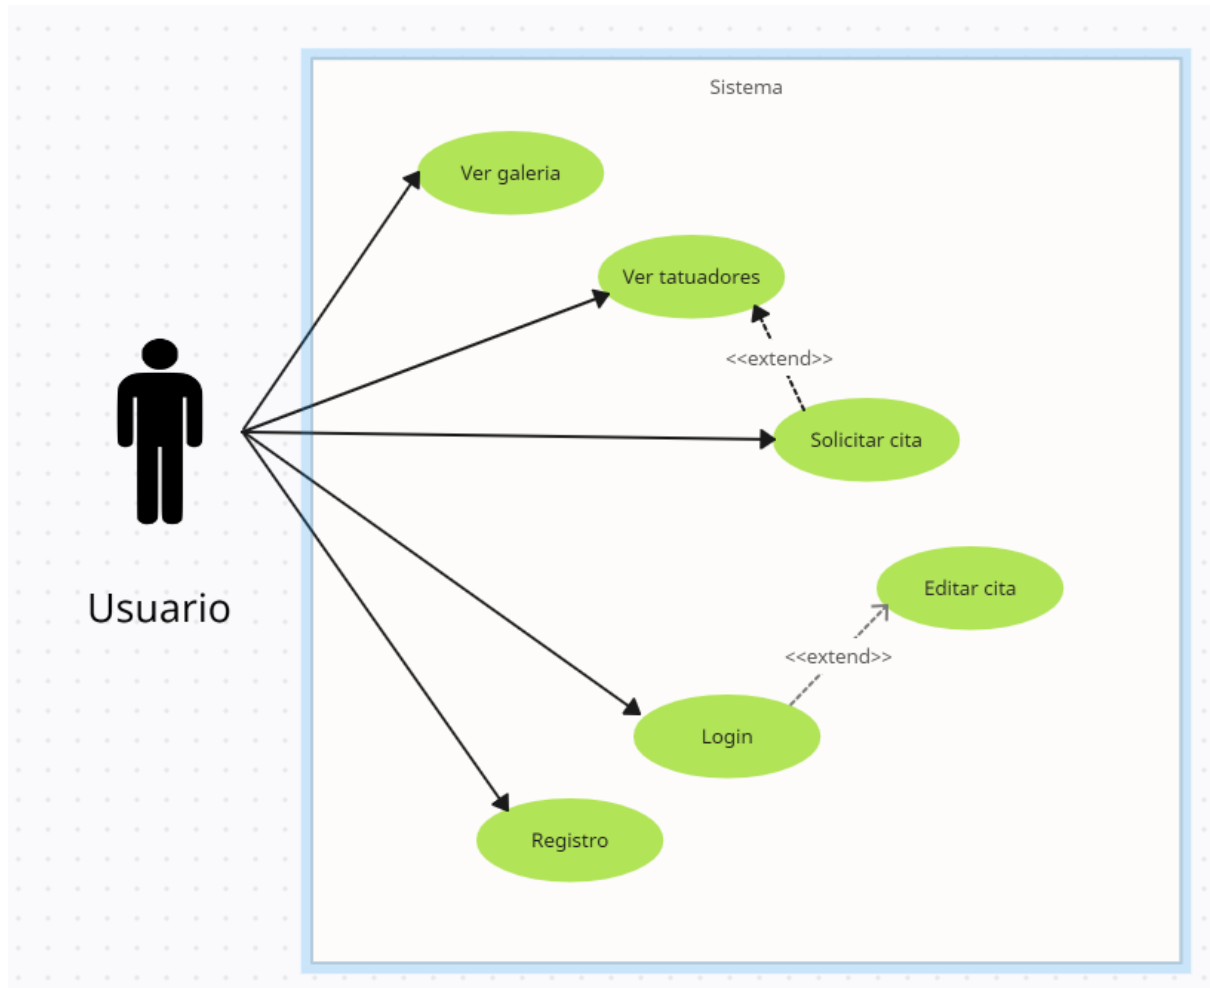 Sistema
Ver galeria
Ver tatuadores
<<extend>>
Solicitar cita
Editar cita
Usuario
<<extend>>
Login
Registro